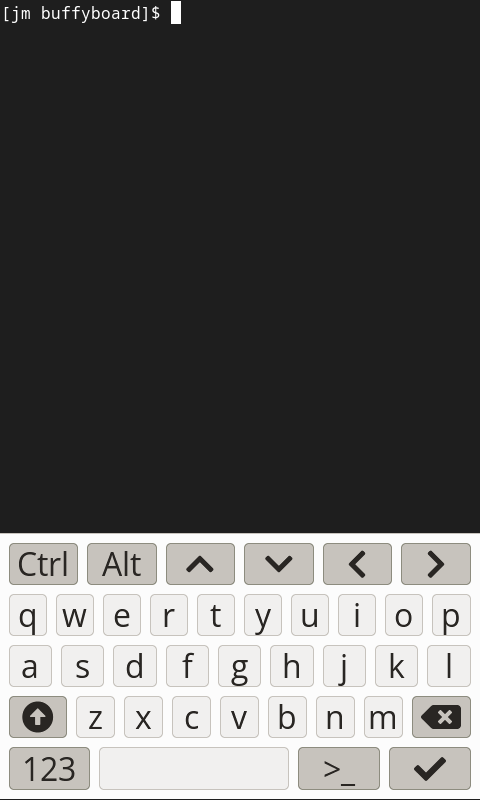 [jm buffyboard]$
Ctrl Alt
q w e r t y u i o p
a s d f g h j k l
z x c v b n m
123 >_